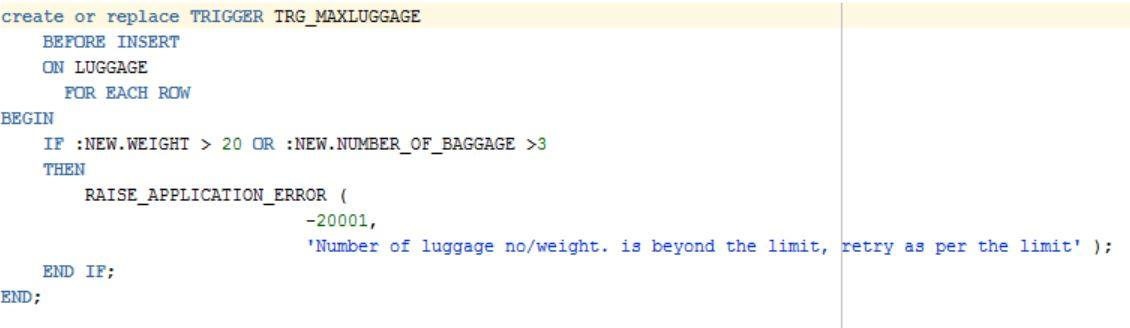 create or replace TRIGGER TRG_MAXLUGGAGE
BEFORE INSERT
ON LUGGAGE
FOR EACH ROW
BEGIN
IF :NEW.WEIGHT > 20 OR :NEW.NUMBER_OF_BAGGAGE >3
THEN
RAISE_APPLICATION_ERROR (
-20001,
'Number of luggage no/weight. is beyond the limit, retry as per the limit' );
END IF;
END;